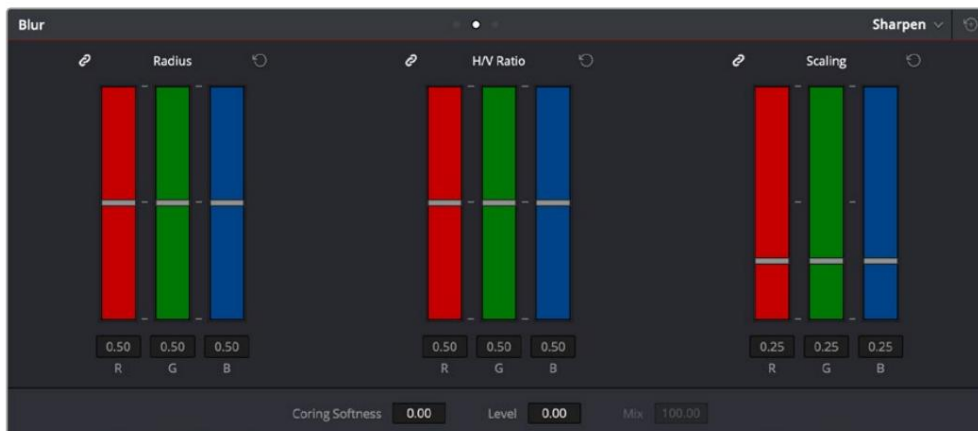 Blur Sharpen
Radius H/V Ratio Scaling
0.50 0.50 0.50 0.50 0.50 0.50 0.25 0.25 0.25
R G B R G B R G B
Coring Softness 0.00 Level 0.00 Mix 100.00